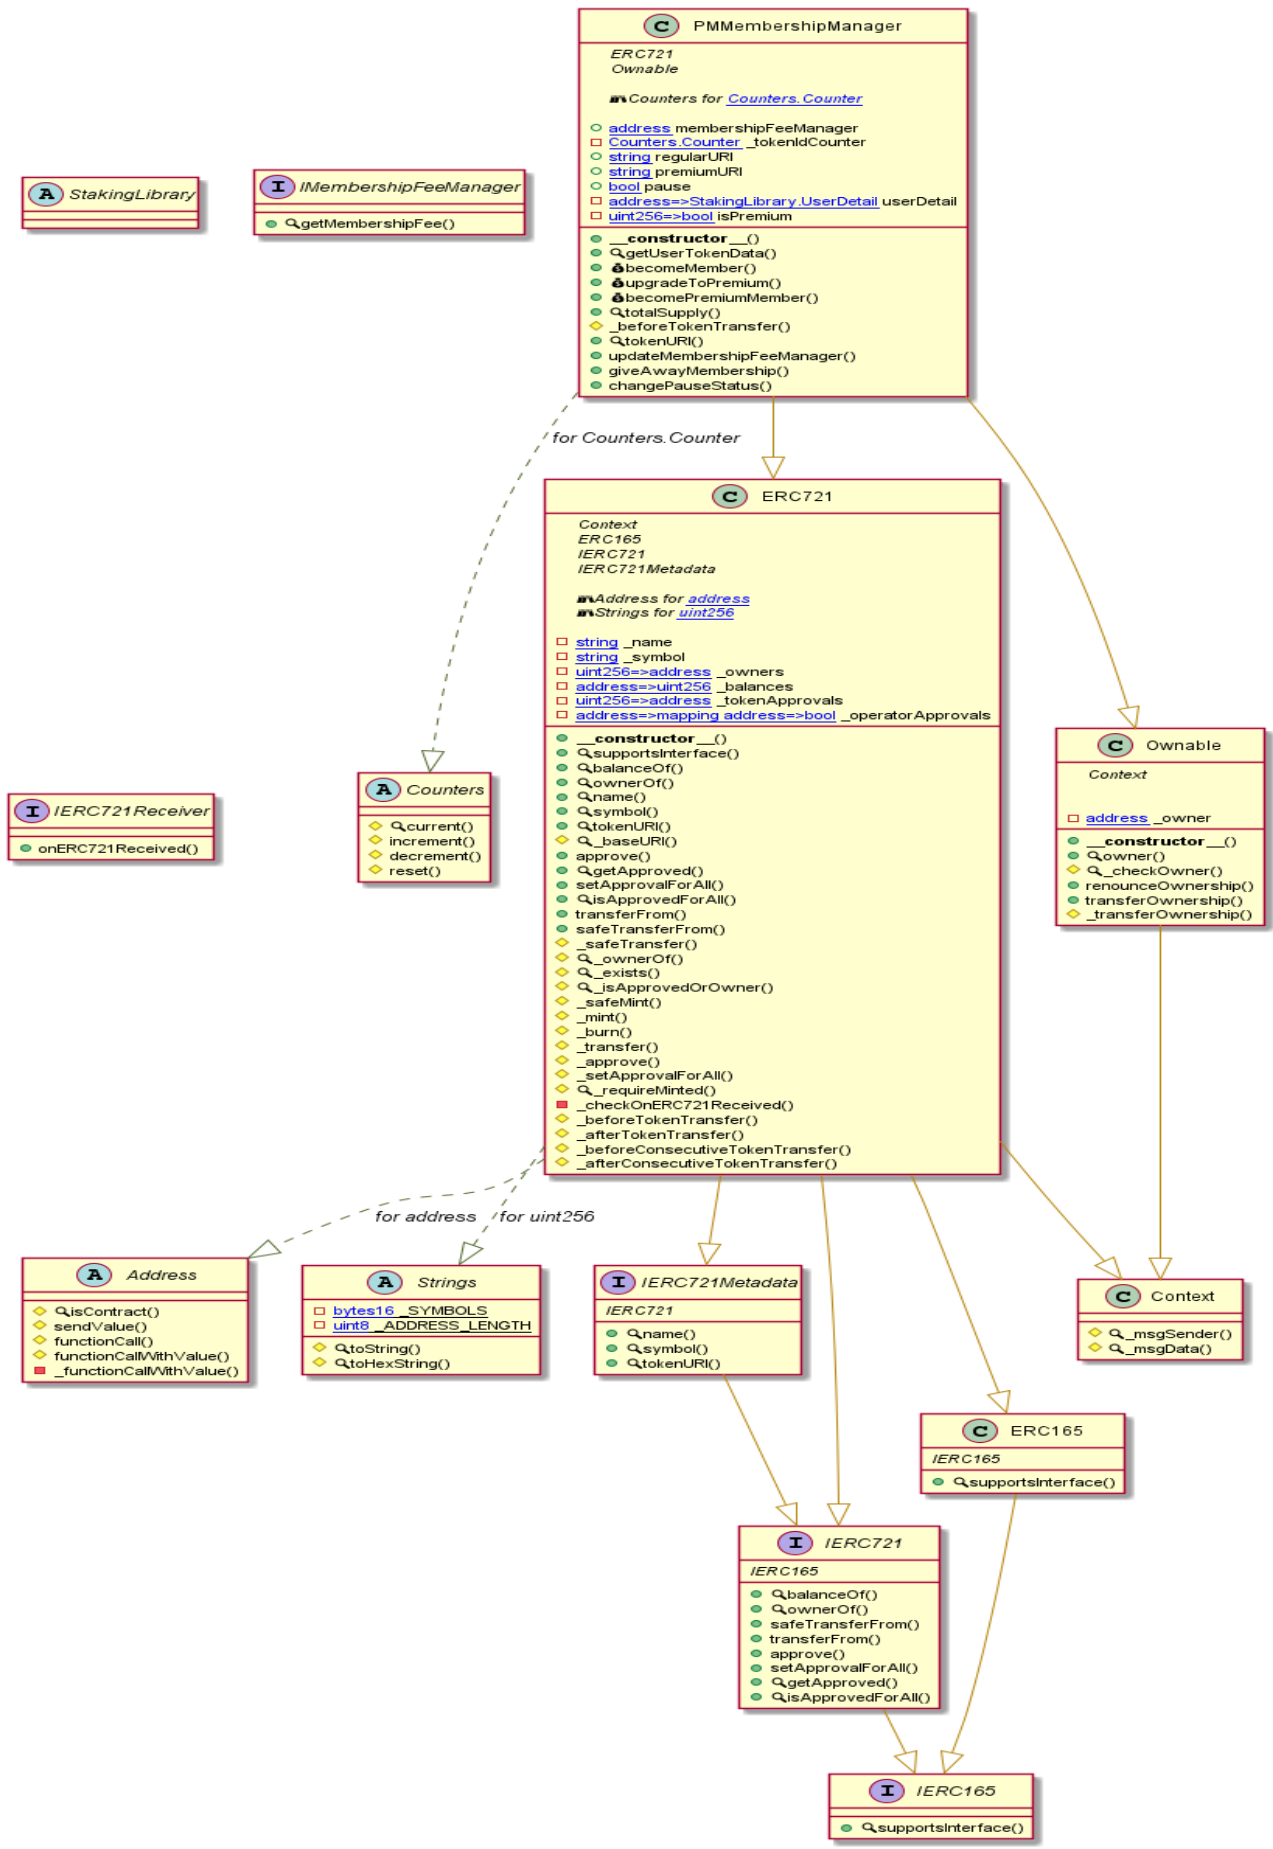 C PMMembershipManager
ERC721
Ownable
Counters for Counters.Counter
address membershipFeeManager
Counters.Counter _tokenIdCounter
string regularURI
string premiumURI
bool pause
address=>StakingLibrary.UserDetail userDetail
uint256=>bool isPremium
__constructor__()
getUserTokenData()
becomeMember()
upgradeToPremium()
becomePremiumMember()
totalSupply()
_beforeTokenTransfer()
tokenURI()
updateMembershipFeeManager()
giveAwayMembership()
changePauseStatus()
A StakingLibrary
I IMembershipFeeManager
getMembershipFee()
for Counters.Counter
C ERC721
Context
ERC165
IERC721
IERC721Metadata
Address for address
Strings for uint256
string _name
string _symbol
uint256=>address _owners
address=>uint256 _balances
uint256=>address _tokenApprovals
address=>mapping address=>bool _operatorApprovals
__constructor__()
supportsInterface()
balanceOf()
ownerOf()
name()
symbol()
tokenURI()
_baseURI()
approve()
getApproved()
setApprovalForAll()
isApprovedForAll()
transferFrom()
safeTransferFrom()
_safeTransfer()
_ownerOf()
_exists()
_isApprovedOrOwner()
_safeMint()
_mint()
_burn()
_transfer()
_approve()
_setApprovalForAll()
_requireMinted()
_checkOnERC721Received()
_beforeTokenTransfer()
_afterTokenTransfer()
_beforeConsecutiveTokenTransfer()
_afterConsecutiveTokenTransfer()
I IERC721Receiver
onERC721Received()
A Counters
current()
increment()
decrement()
reset()
C Ownable
Context
address _owner
__constructor__()
owner()
_checkOwner()
renounceOwnership()
transferOwnership()
_transferOwnership()
for address
for uint256
A Address
isContract()
sendValue()
functionCall()
functionCallWithValue()
_functionCallWithValue()
A Strings
bytes16 _SYMBOLS
uint8 _ADDRESS_LENGTH
toString()
toHexString()
I IERC721Metadata
IERC721
name()
symbol()
tokenURI()
C Context
_msgSender()
_msgData()
C ERC165
IERC165
supportsInterface()
I IERC721
IERC165
balanceOf()
ownerOf()
safeTransferFrom()
transferFrom()
approve()
setApprovalForAll()
getApproved()
isApprovedForAll()
I IERC165
supportsInterface()